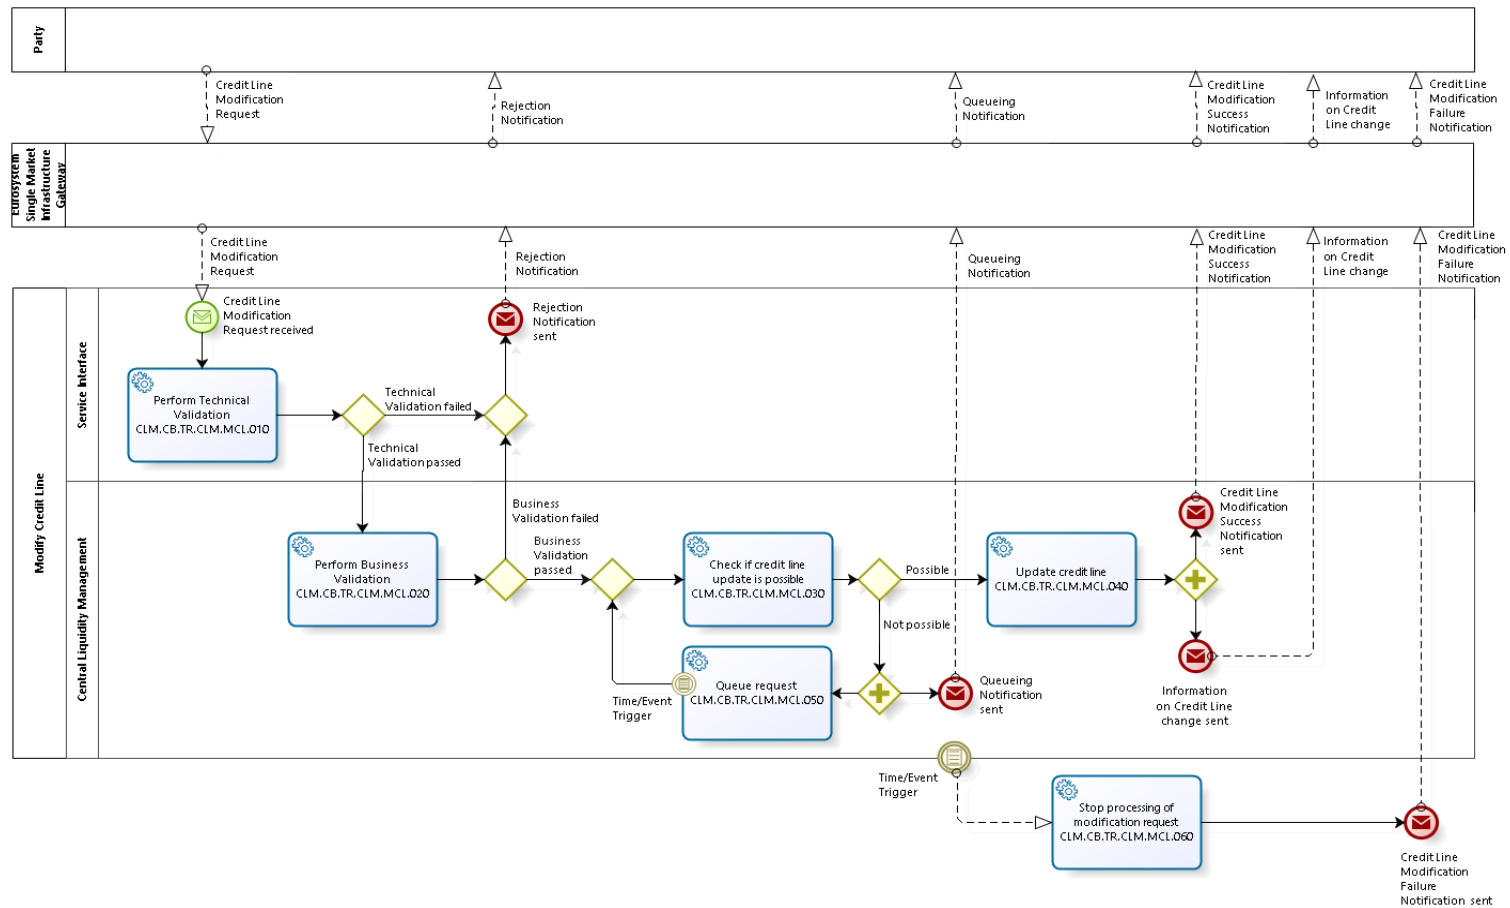 Party
Credit Line
Modification
Request
Rejection
Notification
Queueing
Notification
Credit Line
Modification
Success
Notification
Information
on Credit
Line change
Credit Line
Modification
Failure
Notification
Eurosystem
Single Market
Infrastructure
Gateway
Credit Line
Modification
Request
Rejection
Notification
Queueing
Notification
Credit Line
Modification
Success
Notification
Information
on Credit
Line change
Credit Line
Modification
Failure
Notification
Modify Credit Line
Service Interface
Credit Line
Modification
Request received
Rejection
Notification
sent
Perform Technical
Validation
CLM.CB.TR.CLM.MCL.010
Technical
Validation failed
Technical
Validation passed
Central Liquidity Management
Business
Validation failed
Business
Validation
passed
Perform Business
Validation
CLM.CB.TR.CLM.MCL.020
Check if credit line
update is possible
CLM.CB.TR.CLM.MCL.030
Possible
Not possible
Update credit line
CLM.CB.TR.CLM.MCL.040
Credit Line
Modification
Success
Notification
sent
Queue request
CLM.CB.TR.CLM.MCL.050
Time/Event
Trigger
Queueing
Notification
sent
Information
on Credit Line
change sent
Time/Event
Trigger
Stop processing of
modification request
CLM.CB.TR.CLM.MCL.060
Credit Line
Modification
Failure
Notification sent